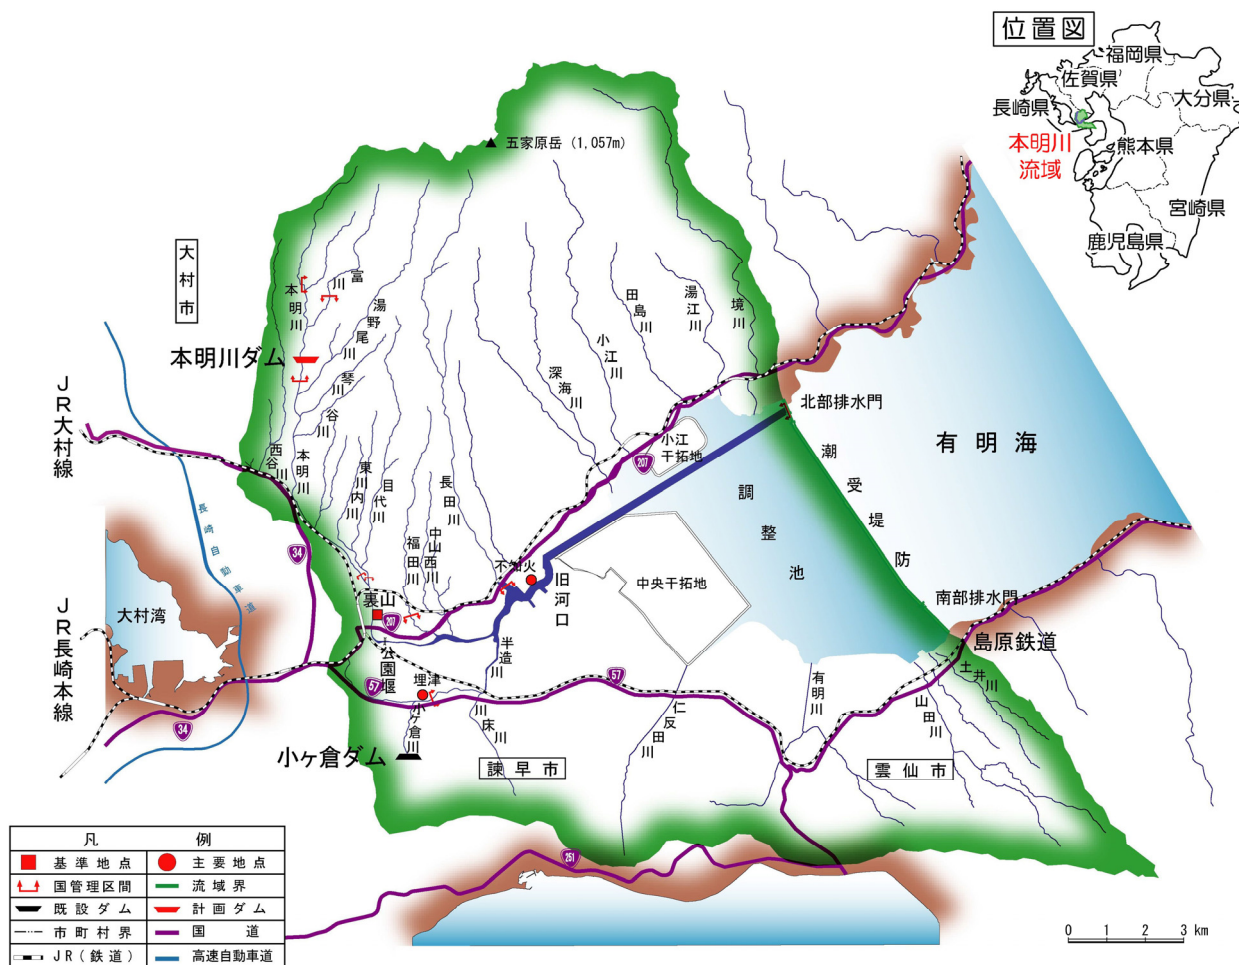 位置図
福岡県
佐賀県
長崎県
大分県
本明川
流域
熊本県
宮崎県
鹿児島県
五家原岳 (1,057m)
大村市
本明川
富川
湯野尾川
琴川
谷川
本明川ダム
田島川
湯江川
境川
小江川
深海川
JR大村線
長崎自動車道
西谷川
本明川
東川内川
目代川
長田川
福田川
中山西川
小江
干拓地
207
北部排水門
有明海
潮受堤防
調整池
34
不知火
旧河口
中央干拓地
裏山
207
南部排水門
島原鉄道
大村湾
JR長崎本線
公園堰
半造川
57
埋津
57
小ヶ倉川
川床川
仁反田川
有明川
山田川
土井川
34
小ヶ倉ダム
諫早市
雲仙市
251
凡例
基準地点
主要地点
国管理区間
流域界
既設ダム
計画ダム
市町村界
国道
JR(鉄道)
高速自動車道
0 1 2 3 km